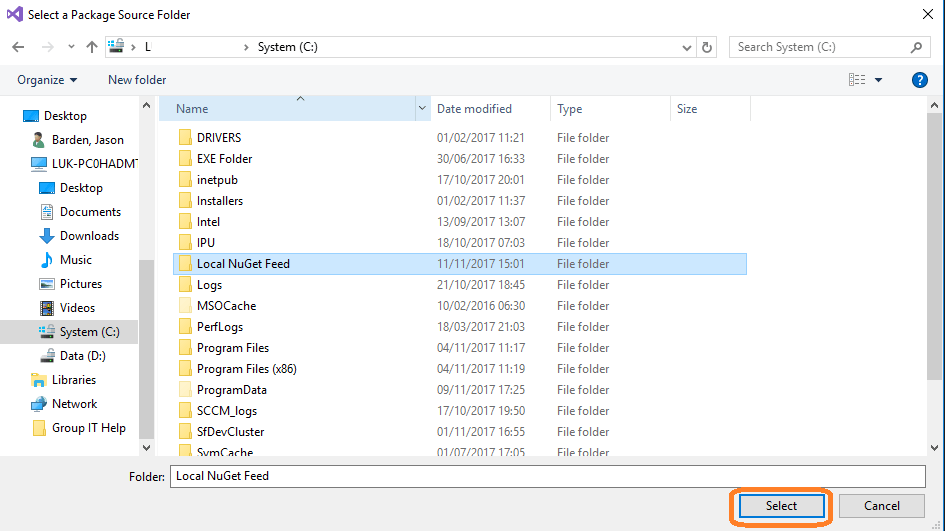 Select a Package Source Folder
L > System (C:)
Search System (C:)
Organize
New folder
?
Name
Date modified
Type
Size
Desktop
Barden, Jason
LUK-PC0HADMT
Desktop
Documents
Downloads
Music
Pictures
Videos
System (C:)
Data (D:)
Libraries
Network
Group IT Help
DRIVERS 01/02/2017 11:21 File folder
EXE Folder 30/06/2017 16:33 File folder
inetpub 17/10/2017 20:01 File folder
Installers 01/02/2017 11:37 File folder
Intel 13/09/2017 13:07 File folder
IPU 18/10/2017 07:03 File folder
Local NuGet Feed 11/11/2017 15:01 File folder
Logs 21/10/2017 18:45 File folder
MSOCache 10/02/2016 06:30 File folder
PerfLogs 18/03/2017 21:03 File folder
Program Files 04/11/2017 11:17 File folder
Program Files (x86) 04/11/2017 11:19 File folder
ProgramData 09/11/2017 17:25 File folder
SCCM_logs 17/10/2017 19:50 File folder
SfDevCluster 01/11/2017 16:55 File folder
SymCache 01/07/2017 17:05 File folder
Folder: Local NuGet Feed
Select
Cancel